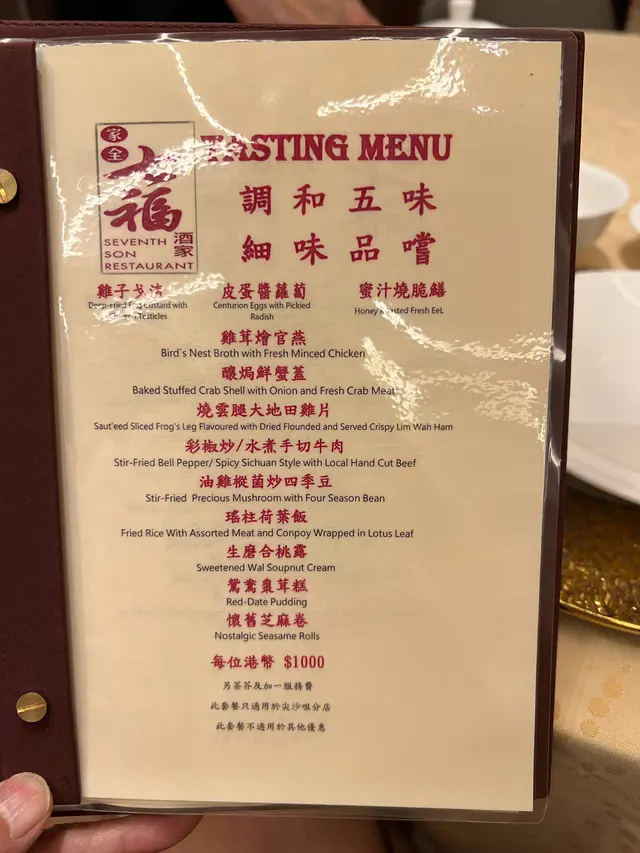 家
全
七
福
酒
家
SEVENTH
SON
RESTAURANT
TASTING MENU
調和五味
細味品嚐
雞子戈渣
with
Testicles
皮蛋醬蘿蔔
Centurion Eggs with Pickled
Radish
蜜汁燒脆鱔
Honey Roasted Fresh EeL
雞茸燴官燕
Bird`s Nest Broth with Fresh Minced Chicken
釀焗鮮蟹蓋
Baked Stuffed Crab Shell with Onion and Fresh Crab Meat
燒雲腿大地田雞片
Saut'eed Sliced Frog's Leg Flavoured with Dried Flounded and Served Crispy Lim Wah Ham
彩椒炒/水煮手切牛肉
Stir-Fried Bell Pepper/ Spicy Sichuan Style with Local Hand Cut Beef
油雞樅菌炒四季豆
Stir-Fried Precious Mushroom with Four Season Bean
瑤柱荷葉飯
Fried Rice With Assorted Meat and Conpoy Wrapped in Lotus Leaf
生磨合桃露
Sweetened Wal Soupnut Cream
鴛鴦棗茸糕
Red-Date Pudding
懷舊芝麻卷
Nostalgic Seasame Rolls
每位港幣 $1000
另茶芥及加一服務費
此套餐只適用於尖沙咀分店
此套餐不適用於其他優惠